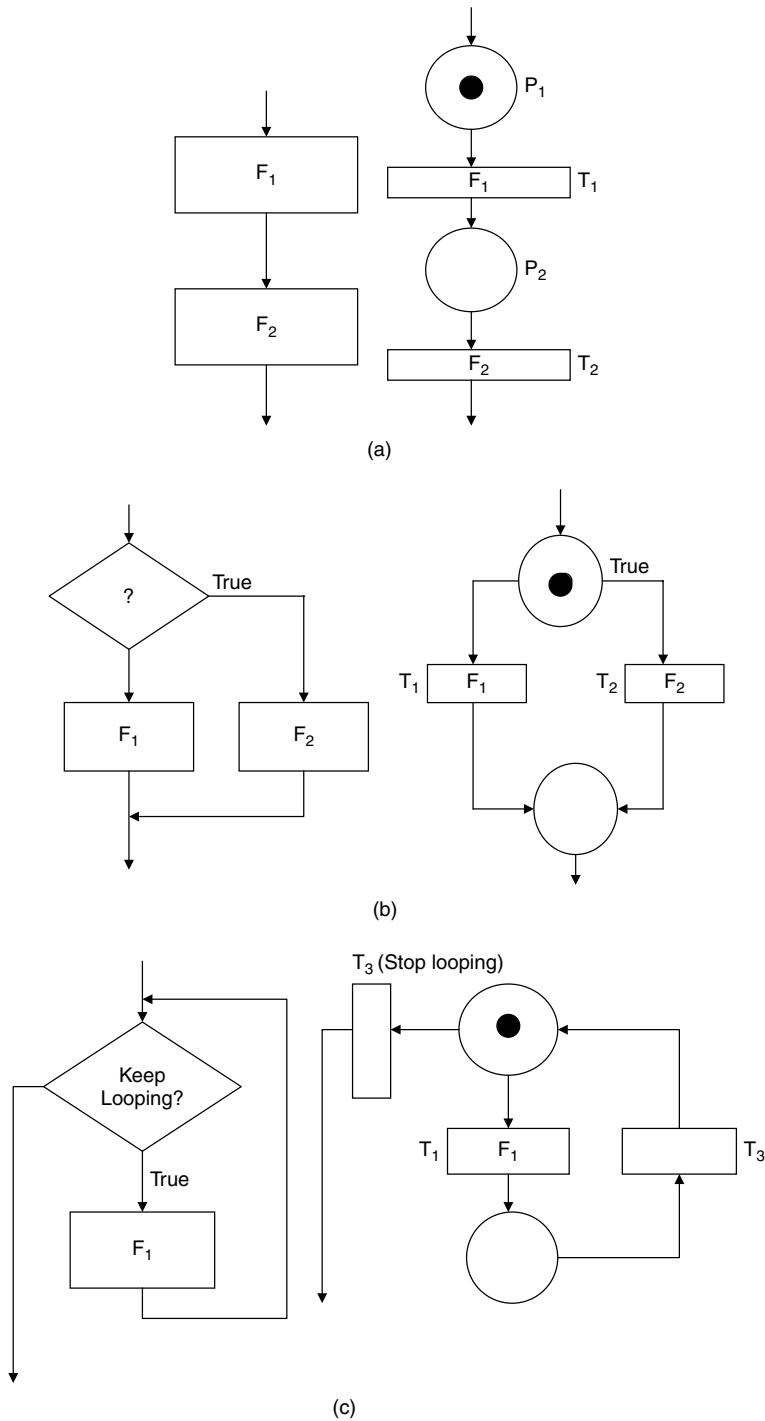 P₁
F₁
F₁ T₁
P₂
F₂
F₂ T₂
(a)
True
?
True
T₁ F₁
T₂ F₂
F₁
F₂
(b)
T₃ (Stop looping)
Keep
Looping?
T₁ F₁
T₃
True
F₁
(c)